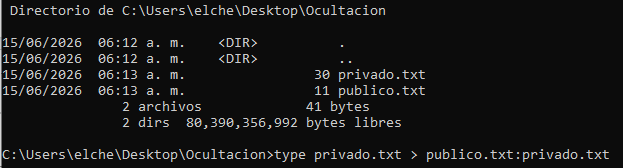 Directorio de C:\Users\elche\Desktop\Ocultacion
15/06/2026  06:12 a. m.    <DIR>          .
15/06/2026  06:12 a. m.    <DIR>          ..
15/06/2026  06:13 a. m.                30 privado.txt
15/06/2026  06:13 a. m.                11 publico.txt
               2 archivos             41 bytes
               2 dirs  80,390,356,992 bytes libres
C:\Users\elche\Desktop\Ocultacion>type privado.txt > publico.txt:privado.txt